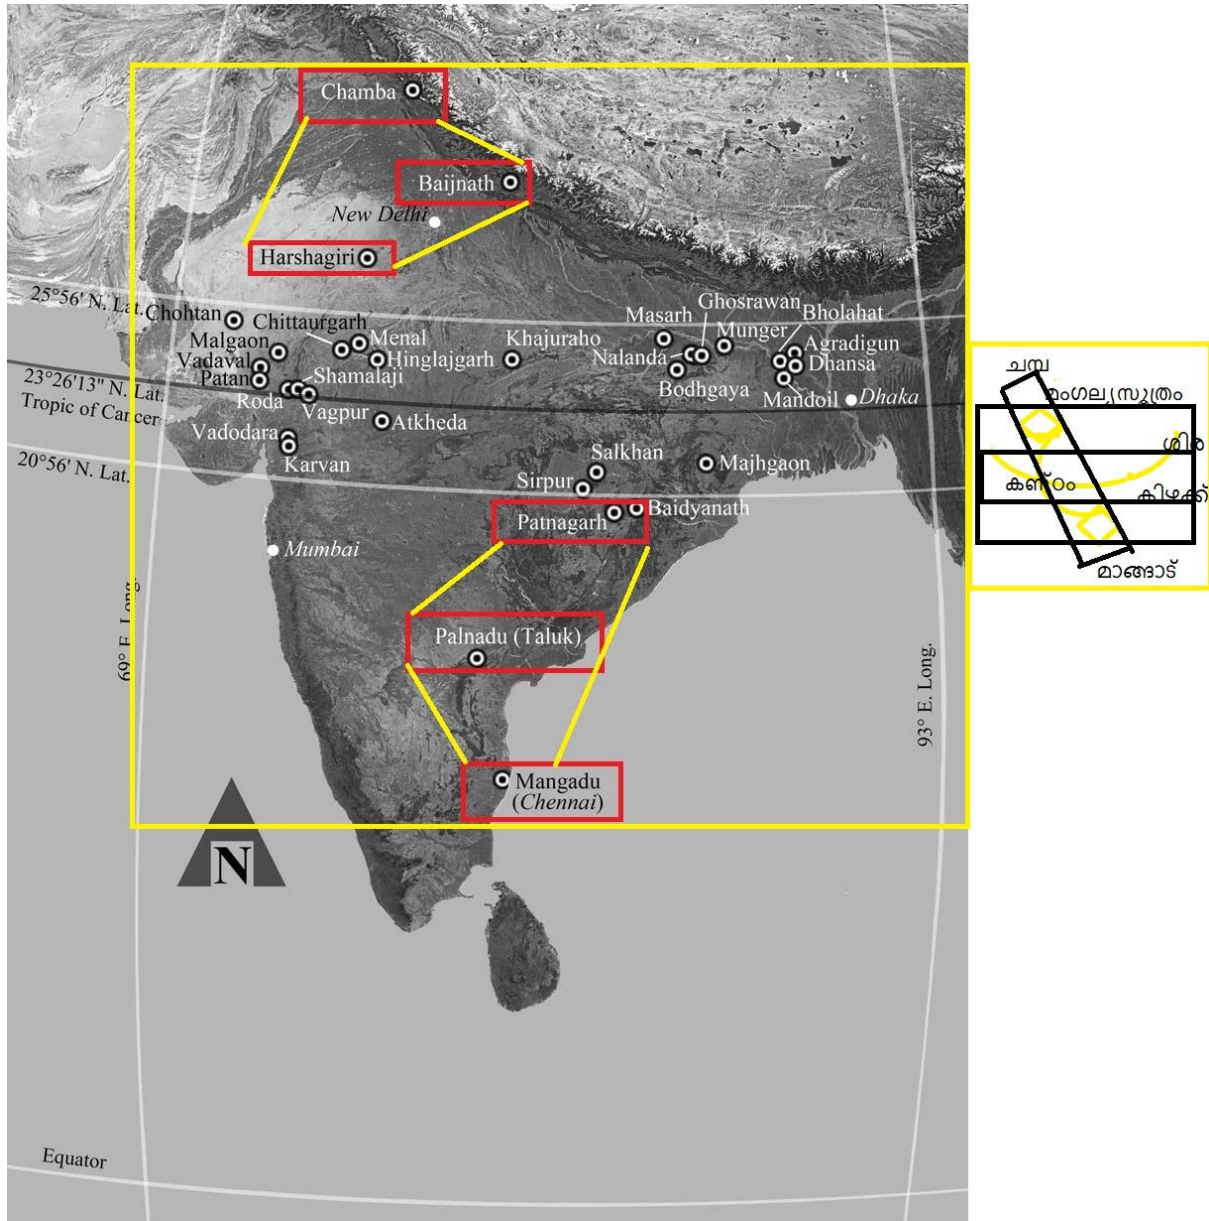 Chamba
Baijnath
New Delhi
Harshagiri
25°56' N. Lat.
Chohtan
Chittaurgarh
Malgaon
Menal
Vadaval
Hinglajgarh
Khajuraho
Masarh
Ghosrawan
Munger
Bholahat
Nalanda
Agradigun
Dhansa
Bodhgaya
Mandoil
Dhaka
Patan
23°26'13" N. Lat.
Tropic of Cancer
Shamalaji
Roda
Vagpur
Atkheda
Vadodara
Karvan
20°56' N. Lat.
Salkhan
Majhgaon
Sirpur
Baidyanath
Patnagarh
Mumbai
69° E. Long.
Palnadu (Taluk)
93° E. Long.
Mangadu
(Chennai)
N
Equator
ചമ്പ
മംഗല്യസൂത്രം
ശിര
കണ്ഠം
കിഴക്ക്
മാങ്ങാട്